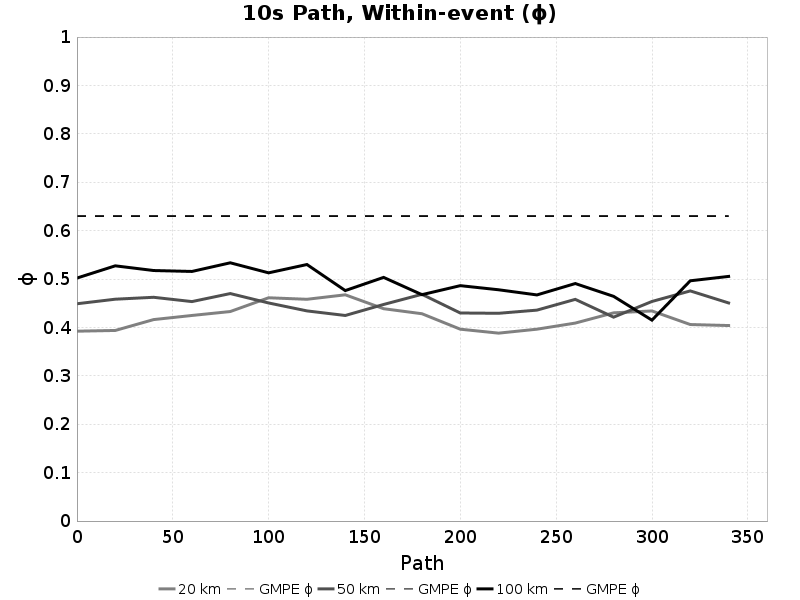 10s Path, Within-event (ϕ)
1
0.9
0.8
0.7
0.6
0.5
0.4
0.3
0.2
0.1
0
ϕ
0 50 100 150 200 250 300 350
Path
20 km GMPE ϕ 50 km GMPE ϕ 100 km GMPE ϕ